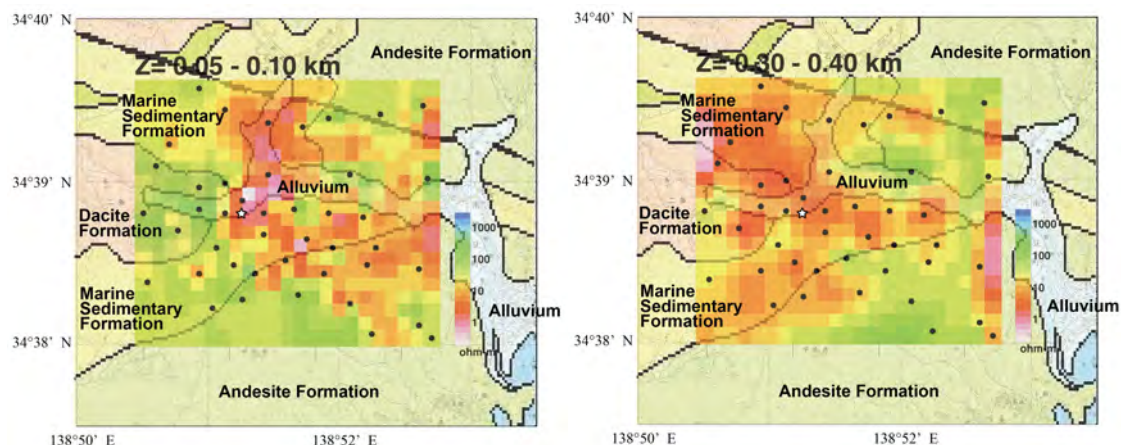 34°40' N
Andesite Formation
Z= 0.05 - 0.10 km
Marine
Sedimentary
Formation
34°39' N
Alluvium
Dacite
Formation
1000
100
10
1
ohm-m
Marine
Sedimentary
Formation
Alluvium
34°38' N
Andesite Formation
138°50' E
138°52' E
34°40' N
Andesite Formation
Z= 0.30 - 0.40 km
Marine
Sedimentary
Formation
34°39' N
Alluvium
Dacite
Formation
1000
100
10
1
ohm-m
Marine
Sedimentary
Formation
Alluvium
34°38' N
Andesite Formation
138°50' E
138°52' E